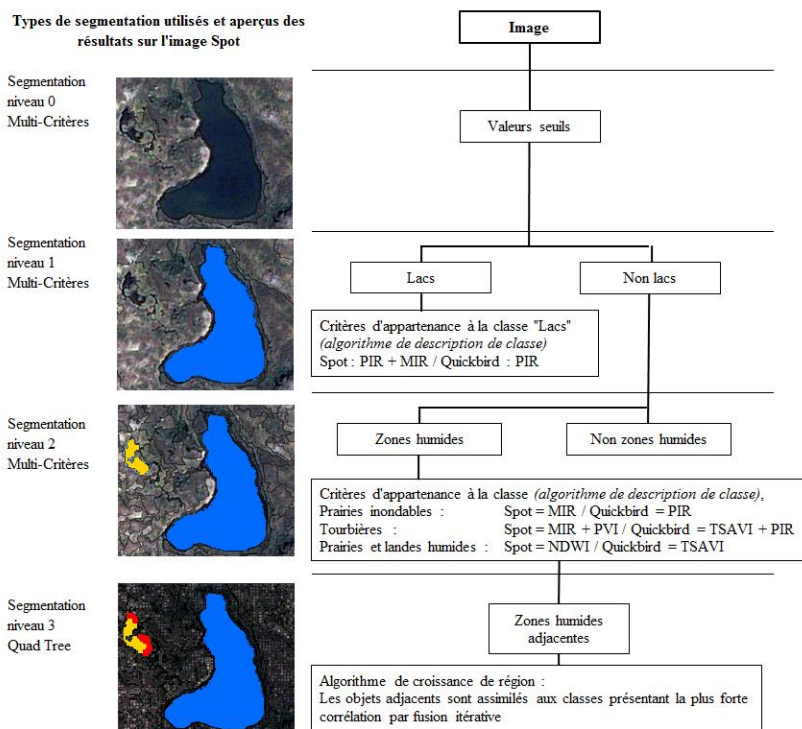 Types de segmentation utilisés et aperçus des
résultats sur l'image Spot
Image
Segmentation
niveau 0
Multi-Critères
Valeurs seuils
Segmentation
niveau 1
Multi-Critères
Lacs
Non lacs
Critères d'appartenance à la classe "Lacs"
(algorithme de description de classe)
Spot : PIR + MIR / Quickbird : PIR
Segmentation
niveau 2
Multi-Critères
Zones humides
Non zones humides
Critères d'appartenance à la classe (algorithme de description de classe),
Prairies inondables : Spot = MIR / Quickbird = PIR
Tourbières : Spot = MIR + PVI / Quickbird = TSAVI + PIR
Prairies et landes humides : Spot = NDWI / Quickbird = TSAVI
Segmentation
niveau 3
Quad Tree
Zones humides
adjacentes
Algorithme de croissance de région :
Les objets adjacents sont assimilés aux classes présentant la plus forte
corrélation par fusion itérative